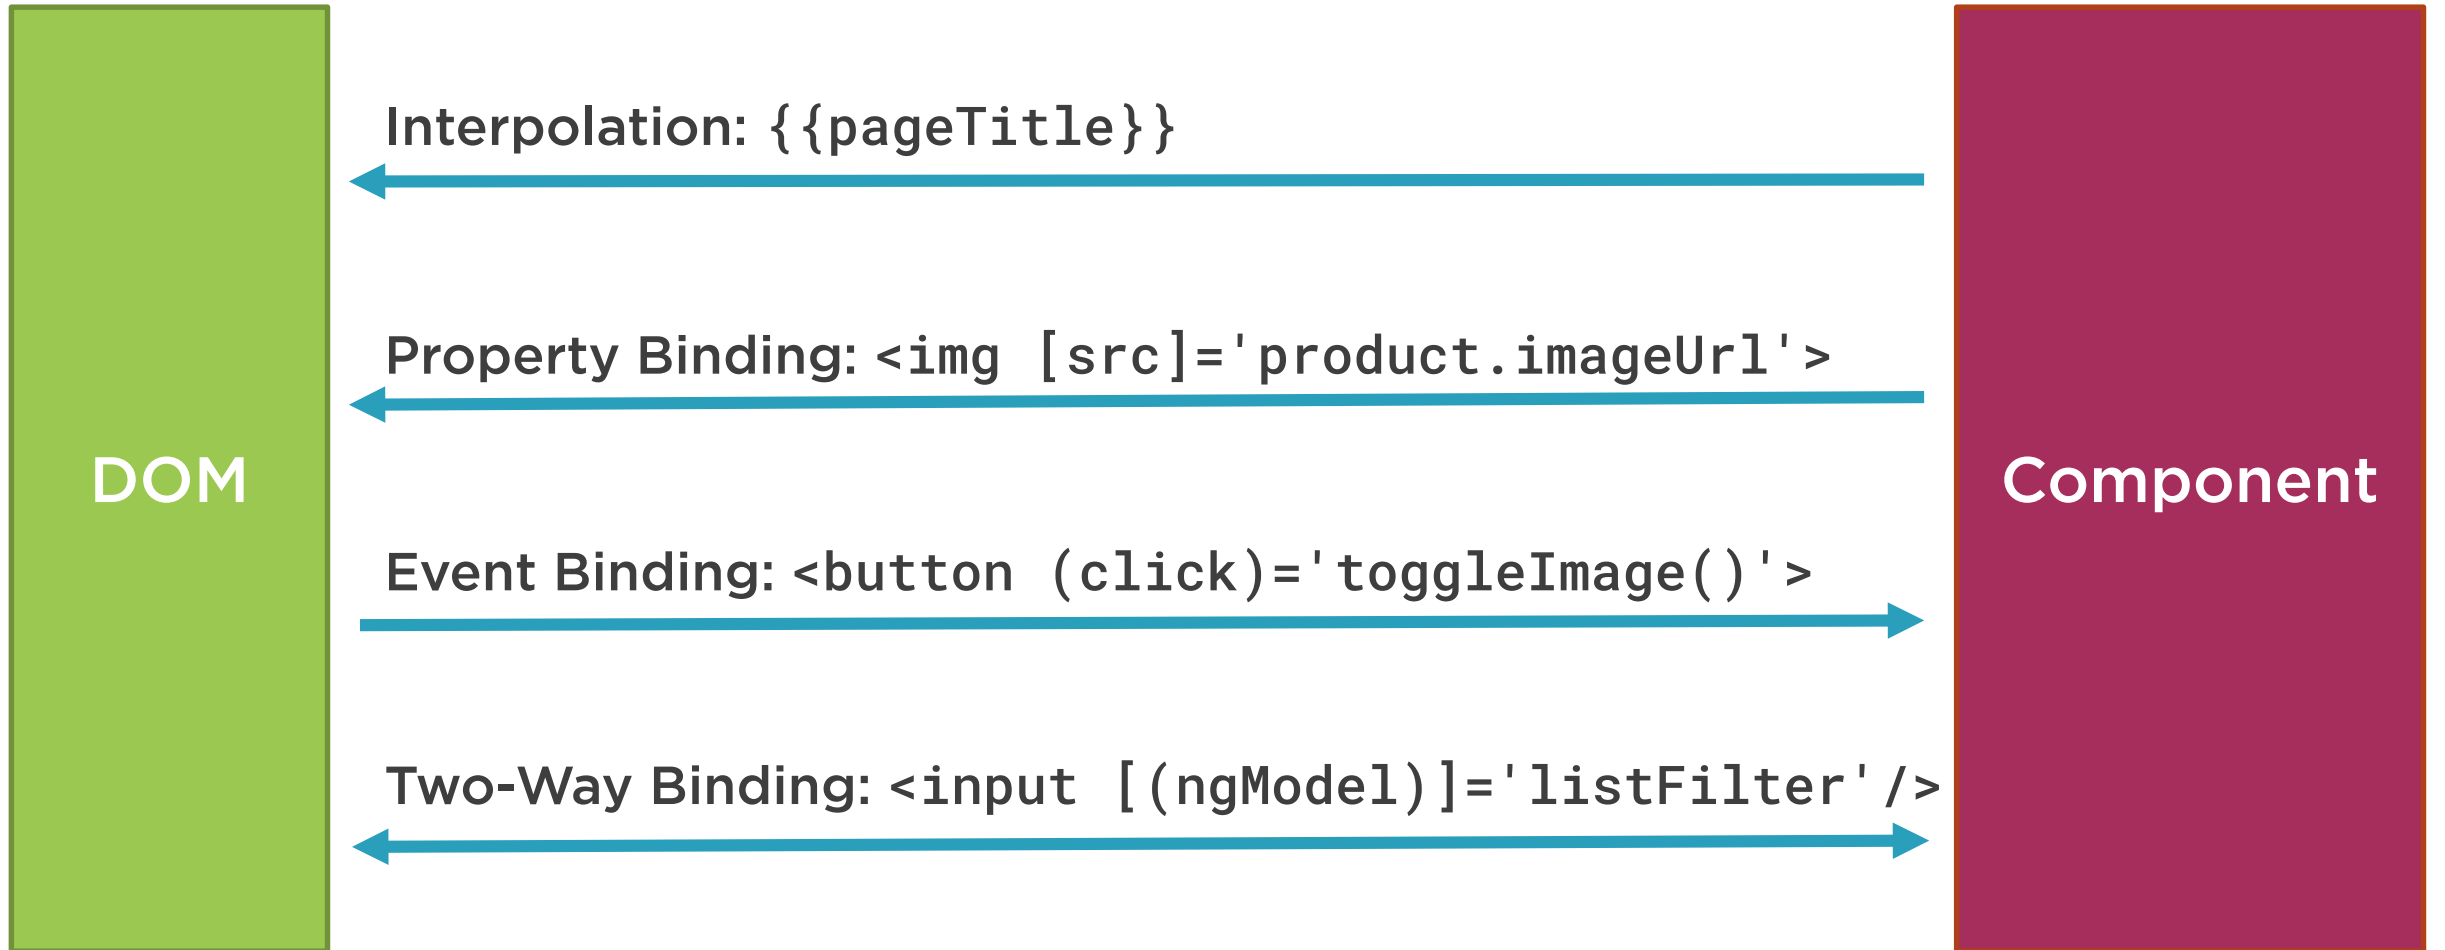 Interpolation: {{pageTitle}}
Property Binding: <img [src]='product.imageUrl'>
DOM
Component
Event Binding: <button (click)='toggleImage()'>
Two-Way Binding: <input [(ngModel)]='listFilter'/>